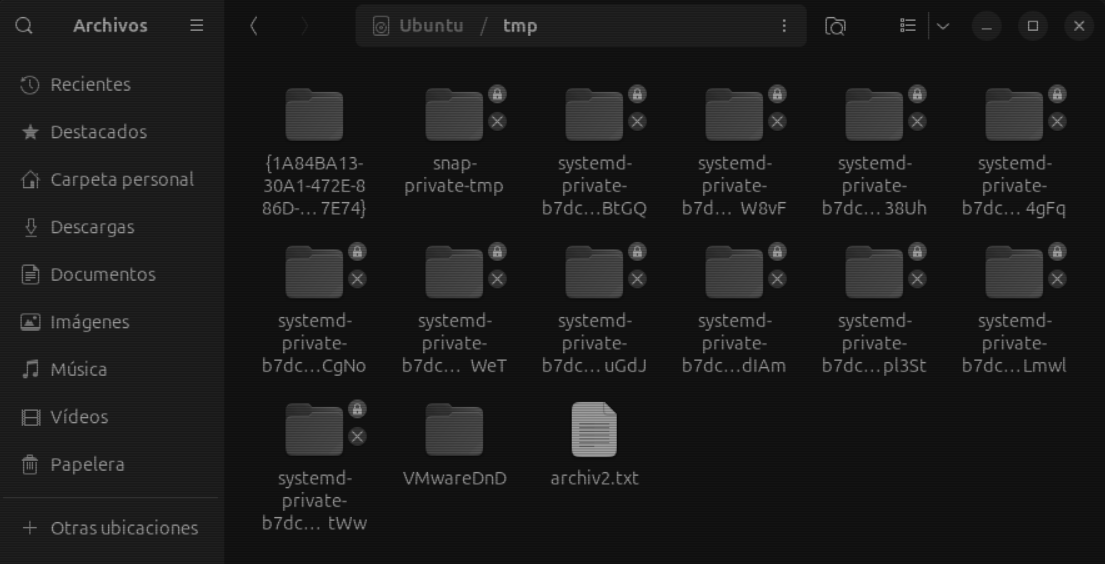 Archivos
Ubuntu / tmp
Recientes
Destacados
Carpeta personal
Descargas
Documentos
Imágenes
Música
Vídeos
Papelera
+ Otras ubicaciones
{1A84BA13-
30A1-472E-8
86D-… 7E74}
snap-
private-tmp
systemd-
private-
b7dc…BtGQ
systemd-
private-
b7d… W8vF
systemd-
private-
b7dc… 38Uh
systemd-
private-
b7dc… 4gFq
systemd-
private-
b7dc…CgNo
systemd-
private-
b7dc… WeT
systemd-
private-
b7dc… uGdJ
systemd-
private-
b7dc…dIAm
systemd-
private-
b7dc…pl3St
systemd-
private-
b7dc…Lmwl
systemd-
private-
b7dc… tWw
VMwareDnD
archiv2.txt